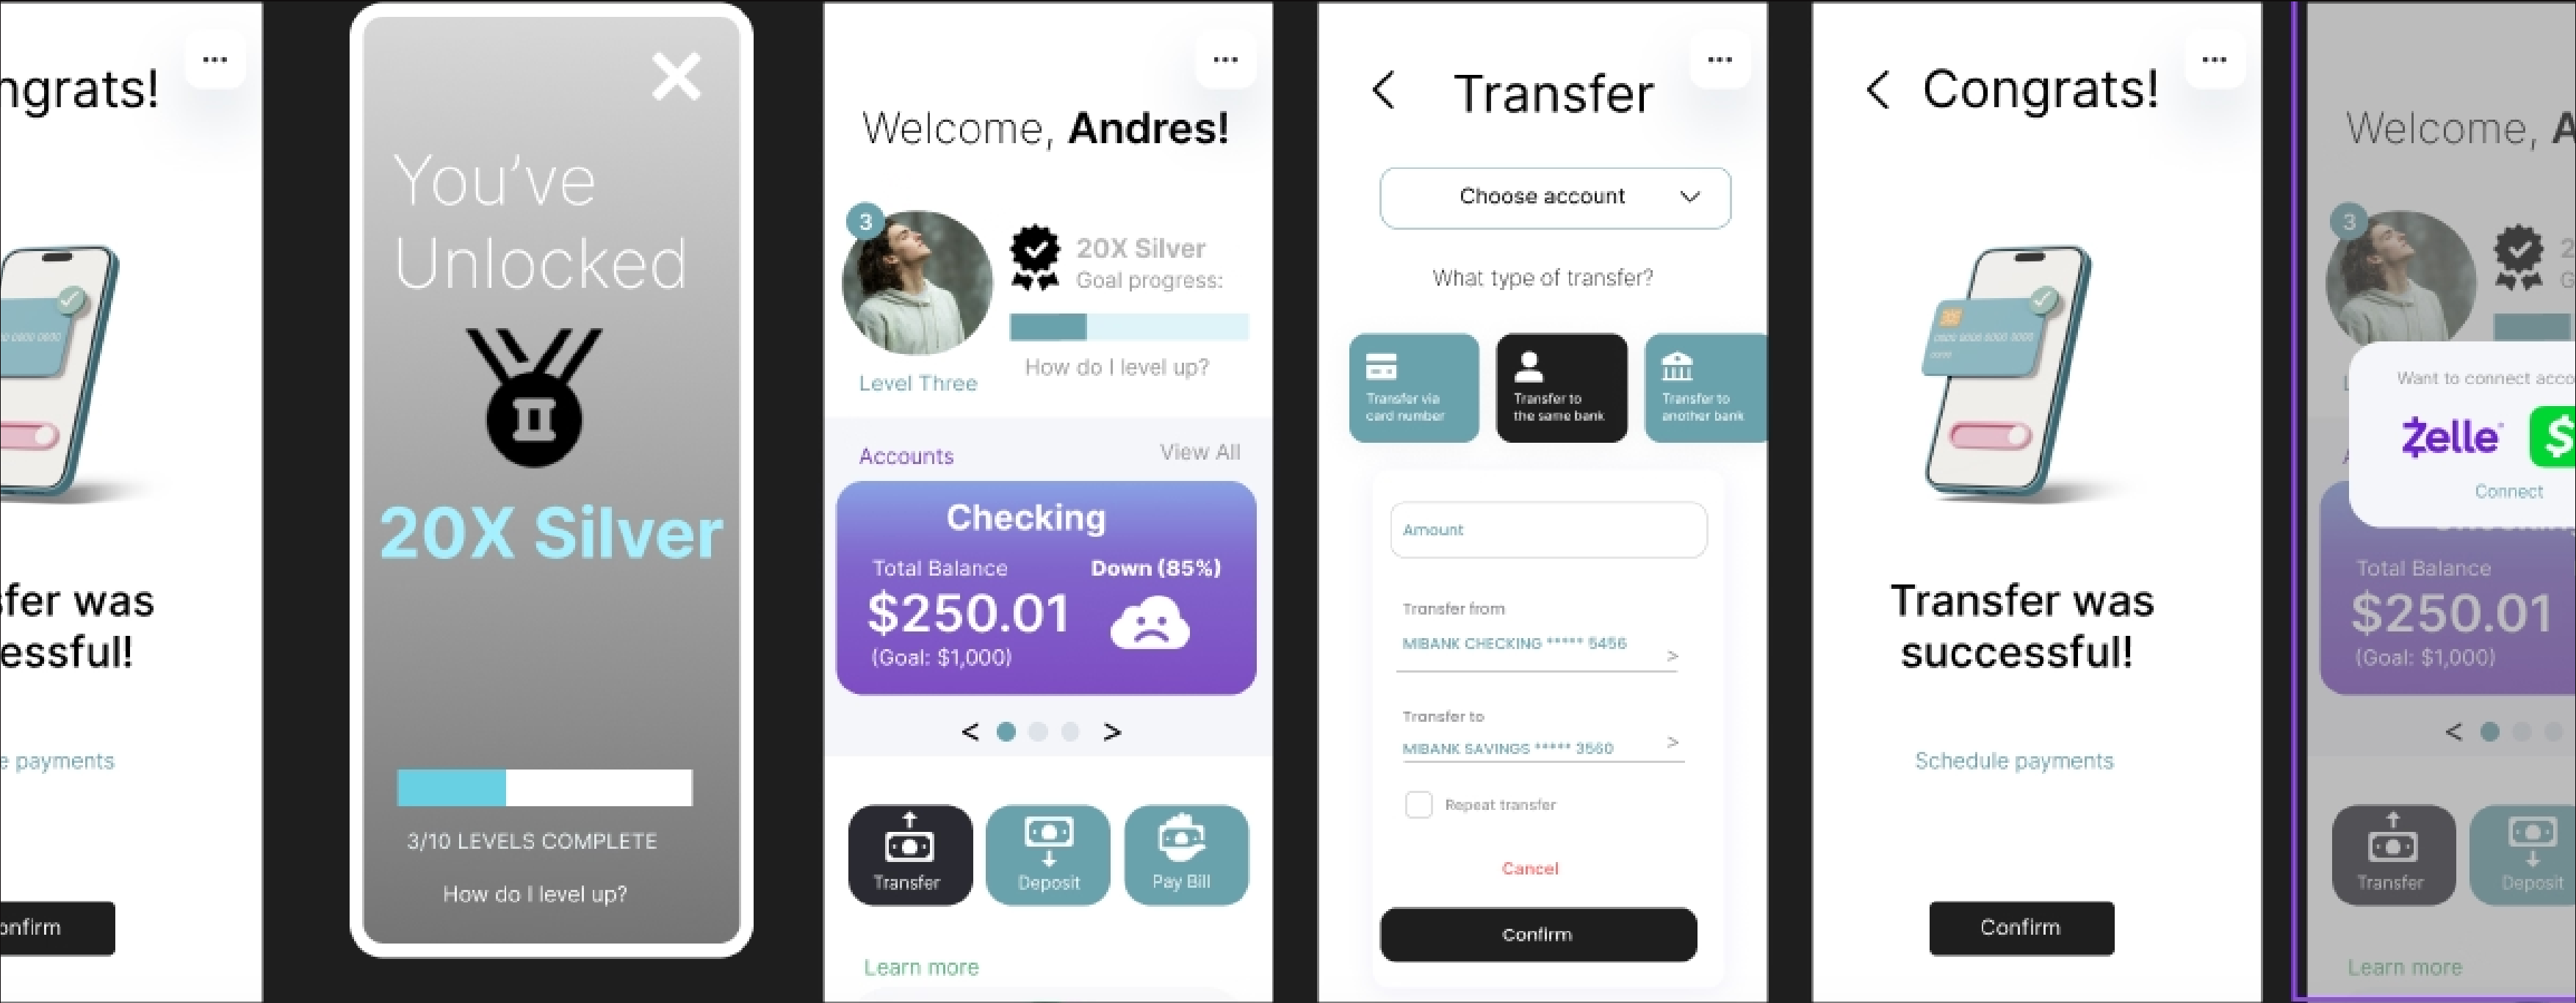 ngrats!
sfer was
essful!
e payments
onfirm
You've
Unlocked
II
20X Silver
3/10 LEVELS COMPLETE
How do I level up?
Welcome, Andres!
3
20X Silver
Goal progress:
How do I level up?
Level Three
Accounts
View All
Checking
Total Balance
Down (85%)
$250.01
(Goal: $1,000)
< >
Transfer
Deposit
Pay Bill
Learn more
Transfer
Choose account
What type of transfer?
Transfer via
card number
Transfer to
the same bank
Transfer to
another bank
Amount
Transfer from
MIBANK CHECKING ***** 5456
>
Transfer to
MIBANK SAVINGS ***** 3560
>
Repeat transfer
Cancel
Confirm
Congrats!
Transfer was
successful!
Schedule payments
Confirm
Welcome, A
3
2
G
Want to connect acco
Zelle
$
Connect
Total Balance
$250.01
(Goal: $1,000)
<
Transfer
Deposit
Learn more